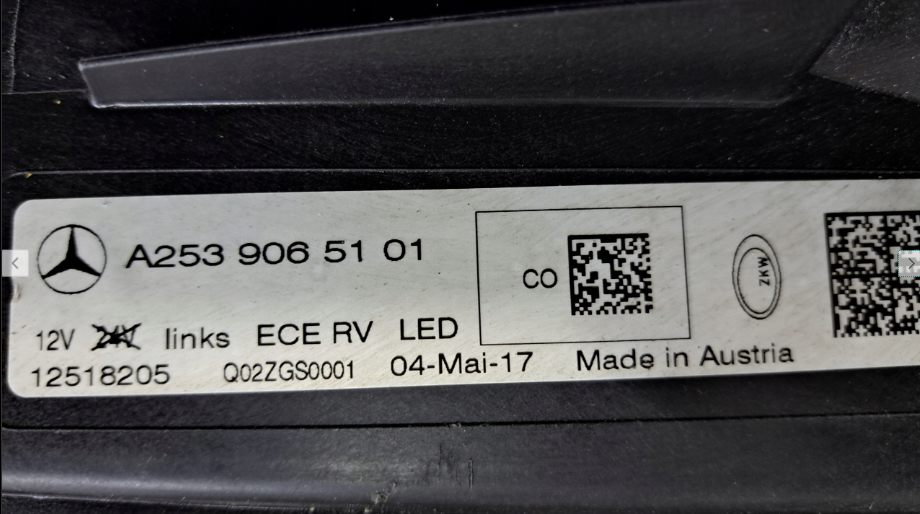 A253 906 51 01
CO
ZKW
12V 24V links ECE RV LED
12518205 Q02ZGS0001 04-Mai-17 Made in Austria